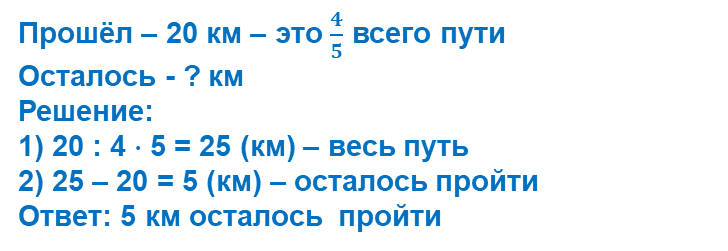 Прошёл – 20 км – это 4/5 всего пути
Осталось - ? км
Решение:
1) 20 : 4 · 5 = 25 (км) – весь путь
2) 25 – 20 = 5 (км) – осталось пройти
Ответ: 5 км осталось  пройти